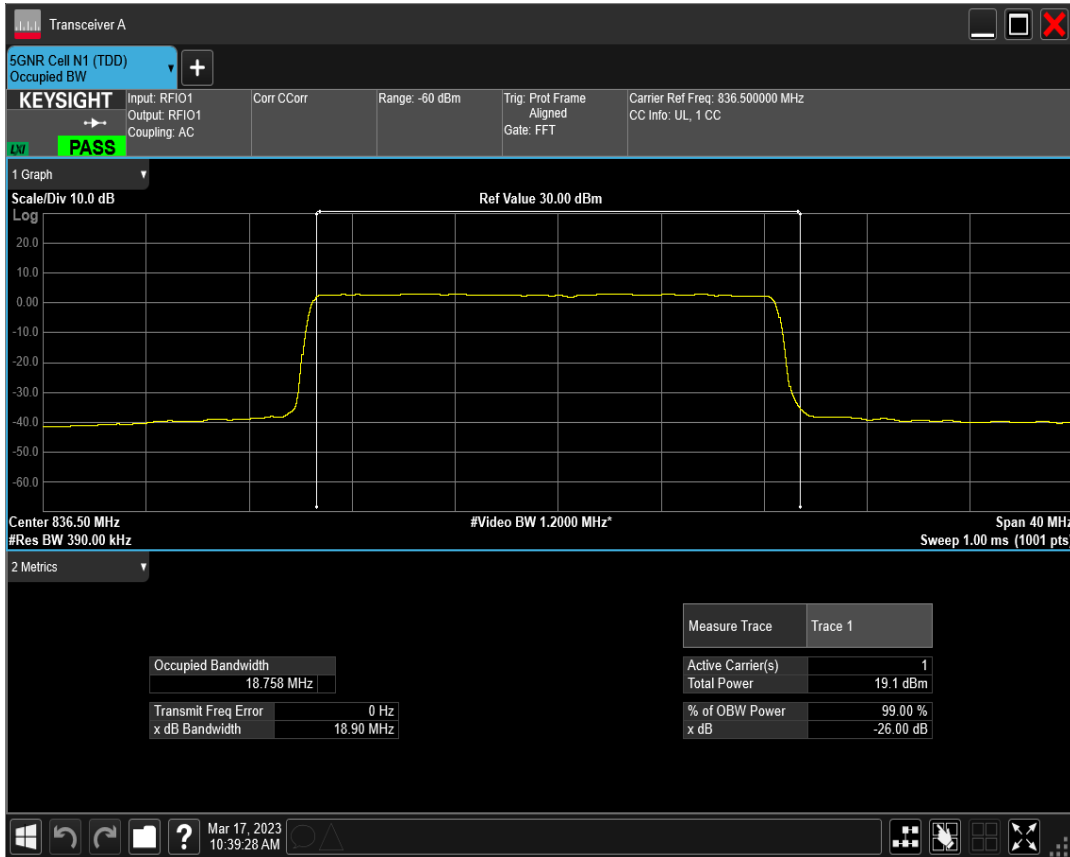 Transceiver A
5GNR Cell N1 (TDD)
Occupied BW
+
KEYSIGHT
LXI
PASS
Input: RFIO1
Output: RFIO1
Coupling: AC
Corr CCorr
Range: -60 dBm
Trig: Prot Frame
Aligned
Gate: FFT
Carrier Ref Freq: 836.500000 MHz
CC Info: UL, 1 CC
1 Graph
Scale/Div 10.0 dB
Ref Value 30.00 dBm
Log
20.0
10.0
0.00
-10.0
-20.0
-30.0
-40.0
-50.0
-60.0
Center 836.50 MHz
#Video BW 1.2000 MHz*
Span 40 MHz
#Res BW 390.00 kHz
Sweep 1.00 ms (1001 pts)
2 Metrics
Measure Trace Trace 1
Occupied Bandwidth
18.758 MHz
Active Carrier(s) 1
Total Power 19.1 dBm
Transmit Freq Error 0 Hz
x dB Bandwidth 18.90 MHz
% of OBW Power 99.00 %
x dB -26.00 dB
?
Mar 17, 2023
10:39:28 AM